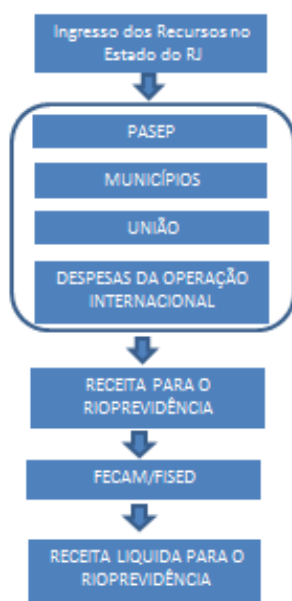 Ingresso dos Recursos no
Estado do RJ
PASEP
MUNICÍPIOS
UNIÃO
DESPESAS DA OPERAÇÃO
INTERNACIONAL
RECEITA PARA O
RIOPREVIDÊNCIA
FECAM/FISED
RECEITA LIQUIDA PARA O
RIOPREVIDÊNCIA